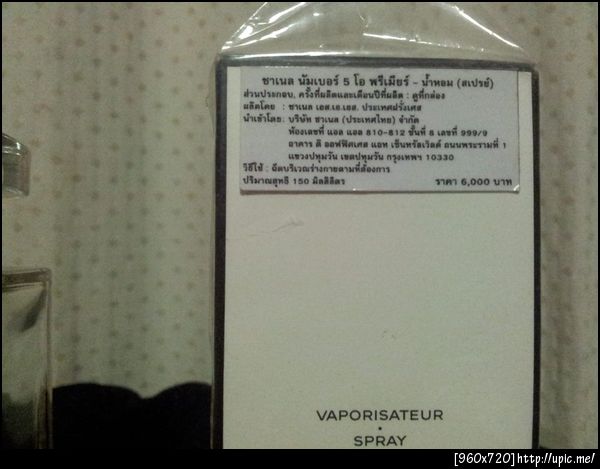 ชาเนล นัมเบอร์ 5 โอ พรีเมียร์ - น้ำหอม (สเปรย์)
ส่วนประกอบ, ครั้งที่ผลิตและเดือนปีที่ผลิต : ดูที่กล่อง
ผลิตโดย : ชาเนล เอส.เอ.เอส. ประเทศฝรั่งเศส
นำเข้าโดย: บริษัท ชาเนล (ประเทศไทย) จำกัด
ห้องเลขที่ แอล แอล 810-812 ชั้นที่ 8 เลขที่ 999/9
อาคาร ดิ ออฟฟิศเศส แอท เซ็นทรัลเวิลด์ ถนนพระรามที่ 1
แขวงปทุมวัน เขตปทุมวัน กรุงเทพฯ 10330
วิธีใช้ : ฉีดบริเวณร่างกายตามที่ต้องการ
ปริมาณสุทธิ 150 มิลลิลิตร ราคา 6,000 บาท
VAPORISATEUR
•
SPRAY
[960x720]http://upic.me/